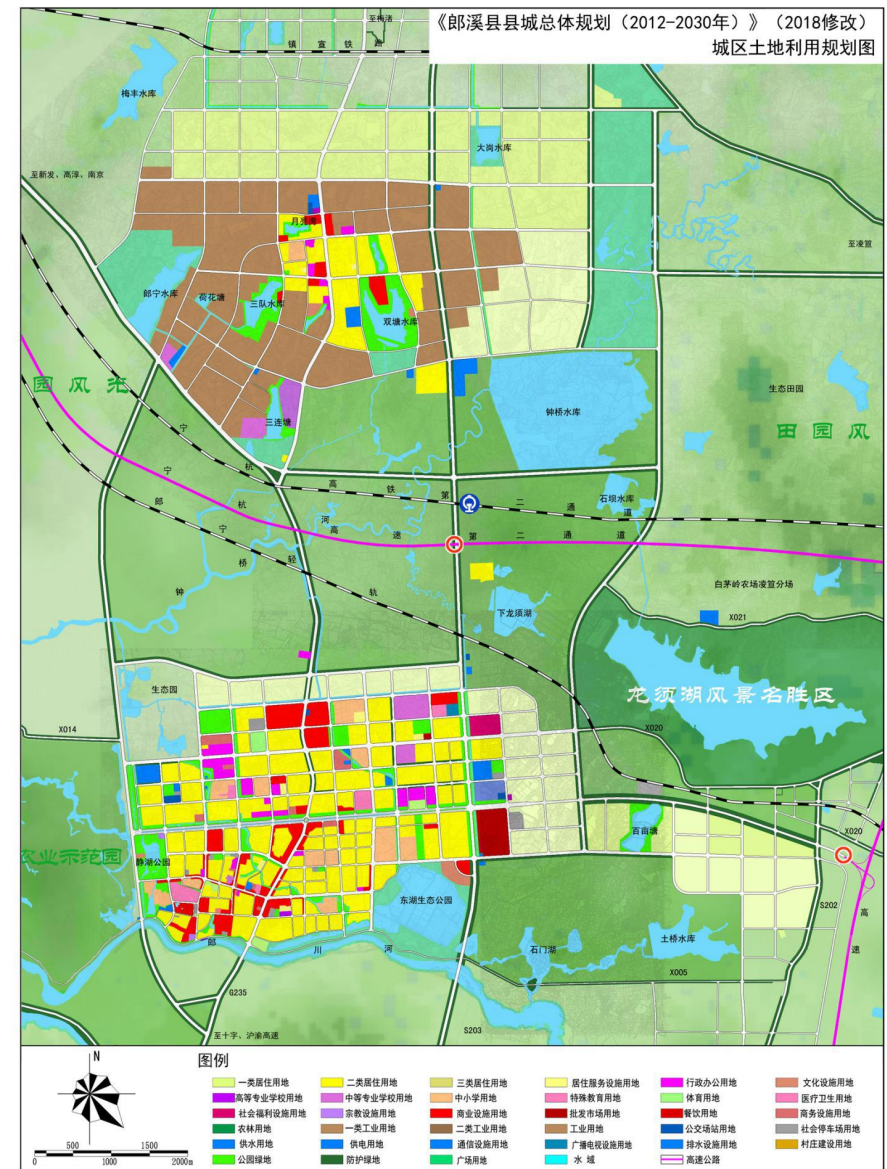 《郎溪县县城总体规划（2012-2030年）》（2018修改）
城区土地利用规划图
至梅渚
镇宣铁路
梅丰水库
大岗水库
至新发、高淳、南京
至凌笪
郎宁水库
荷花塘
三队水库
双塘水库
三连塘
钟桥水库
生态田园
园风光
田园风
宁杭高铁第二通道
石坝水库
宁杭高速第二通道
郎宁轻轨
钟桥河
白茅岭农场凌笪分场
X021
下龙须湖
生态园
龙须湖风景名胜区
X014
X020
农业示范园
静湖公园
百亩塘
X020
东湖生态公园
S202
高速
郎川河
石门湖
土桥水库
X005
G235
至十字、沪渝高速
S203
N
图例
一类居住用地 二类居住用地 三类居住用地 居住服务设施用地 行政办公用地 文化设施用地
高等专业学校用地 中等专业学校用地 中小学用地 特殊教育用地 体育用地 医疗卫生用地
社会福利设施用地 宗教设施用地 商业设施用地 批发市场用地 餐饮用地 商务设施用地
农林用地 一类工业用地 二类工业用地 工业用地 公交场站用地 社会停车场用地
供水用地 供电用地 通信设施用地 广播电视设施用地 排水设施用地 村庄建设用地
公园绿地 防护绿地 广场用地 水域 高速公路
500 1500
0 1000 2000m